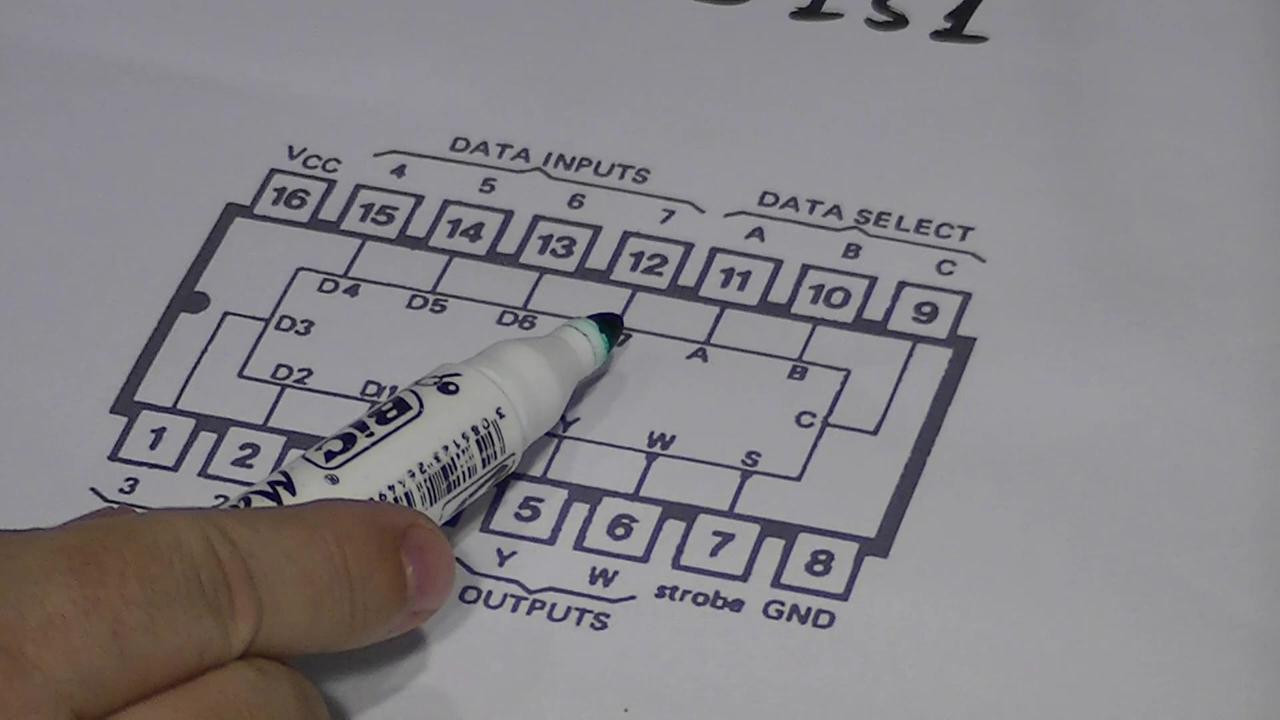 DATA INPUTS
VCC 4 5 6 7
DATA SELECT
A B C
16 15 14 13 12 11 10 9
D4 D5 D6 A B
D3 C
D2
BiC
Y W S
1 2 5 6 7 8
3 Y W strobe GND
OUTPUTS